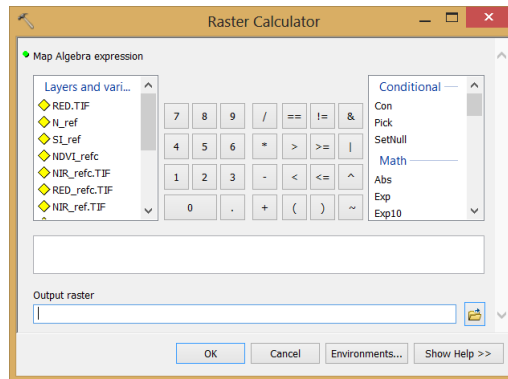 Raster Calculator
Map Algebra expression
Layers and vari...
RED.TIF
N_ref
SI_ref
NDVI_refc
NIR_refc.TIF
RED_refc.TIF
NIR_ref.TIF
7 8 9 / == != &
4 5 6 * > >= |
1 2 3 - < <= ^
0 . + ( ) ~
Conditional
Con
Pick
SetNull
Math
Abs
Exp
Exp10
Output raster
OK Cancel Environments... Show Help >>